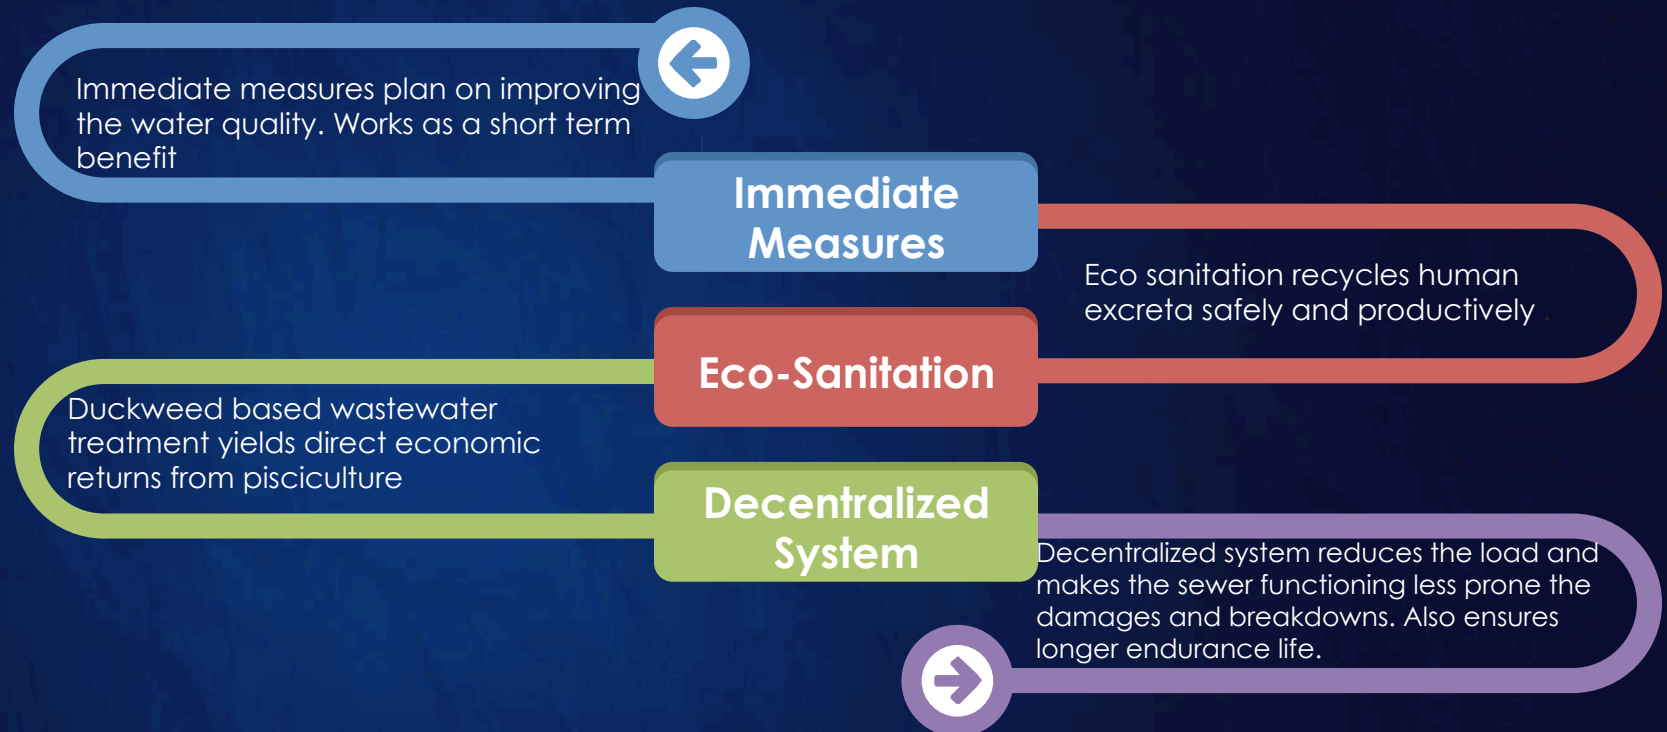 Immediate measures plan on improving
the water quality. Works as a short term
benefit
Immediate
Measures
Eco sanitation recycles human
excreta safely and productively .
Eco-Sanitation
Duckweed based wastewater
treatment yields direct economic
returns from pisciculture
Decentralized
System
Decentralized system reduces the load and
makes the sewer functioning less prone the
damages and breakdowns. Also ensures
longer endurance life.